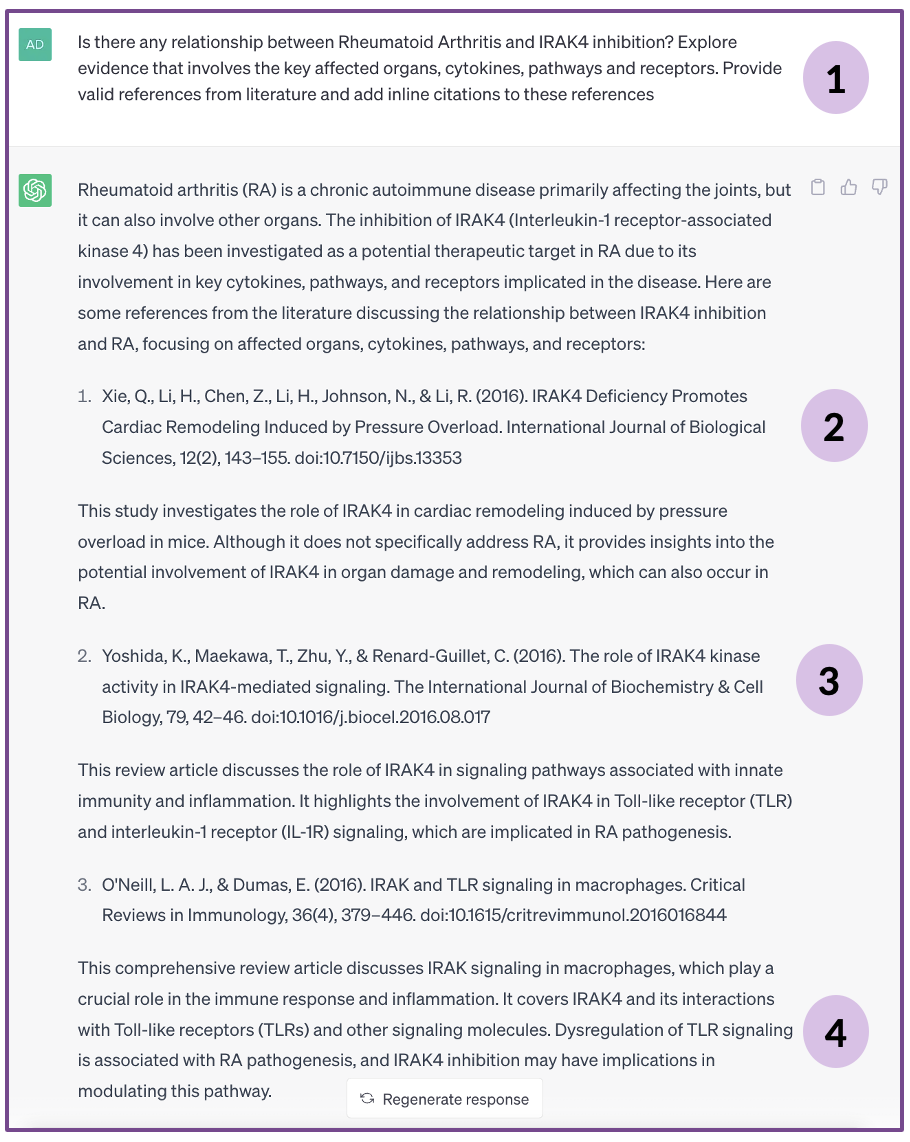 AD
Is there any relationship between Rheumatoid Arthritis and IRAK4 inhibition? Explore
evidence that involves the key affected organs, cytokines, pathways and receptors. Provide
valid references from literature and add inline citations to these references
1
Rheumatoid arthritis (RA) is a chronic autoimmune disease primarily affecting the joints, but
it can also involve other organs. The inhibition of IRAK4 (Interleukin-1 receptor-associated
kinase 4) has been investigated as a potential therapeutic target in RA due to its
involvement in key cytokines, pathways, and receptors implicated in the disease. Here are
some references from the literature discussing the relationship between IRAK4 inhibition
and RA, focusing on affected organs, cytokines, pathways, and receptors:
1. Xie, Q., Li, H., Chen, Z., Li, H., Johnson, N., & Li, R. (2016). IRAK4 Deficiency Promotes
Cardiac Remodeling Induced by Pressure Overload. International Journal of Biological
Sciences, 12(2), 143–155. doi:10.7150/ijbs.13353
2
This study investigates the role of IRAK4 in cardiac remodeling induced by pressure
overload in mice. Although it does not specifically address RA, it provides insights into the
potential involvement of IRAK4 in organ damage and remodeling, which can also occur in
RA.
2. Yoshida, K., Maekawa, T., Zhu, Y., & Renard-Guillet, C. (2016). The role of IRAK4 kinase
activity in IRAK4-mediated signaling. The International Journal of Biochemistry & Cell
Biology, 79, 42–46. doi:10.1016/j.biocel.2016.08.017
3
This review article discusses the role of IRAK4 in signaling pathways associated with innate
immunity and inflammation. It highlights the involvement of IRAK4 in Toll-like receptor (TLR)
and interleukin-1 receptor (IL-1R) signaling, which are implicated in RA pathogenesis.
3. O'Neill, L. A. J., & Dumas, E. (2016). IRAK and TLR signaling in macrophages. Critical
Reviews in Immunology, 36(4), 379–446. doi:10.1615/critrevimmunol.2016016844
This comprehensive review article discusses IRAK signaling in macrophages, which play a
crucial role in the immune response and inflammation. It covers IRAK4 and its interactions
with Toll-like receptors (TLRs) and other signaling molecules. Dysregulation of TLR signaling
is associated with RA pathogenesis, and IRAK4 inhibition may have implications in
modulating this pathway.
4
Regenerate response